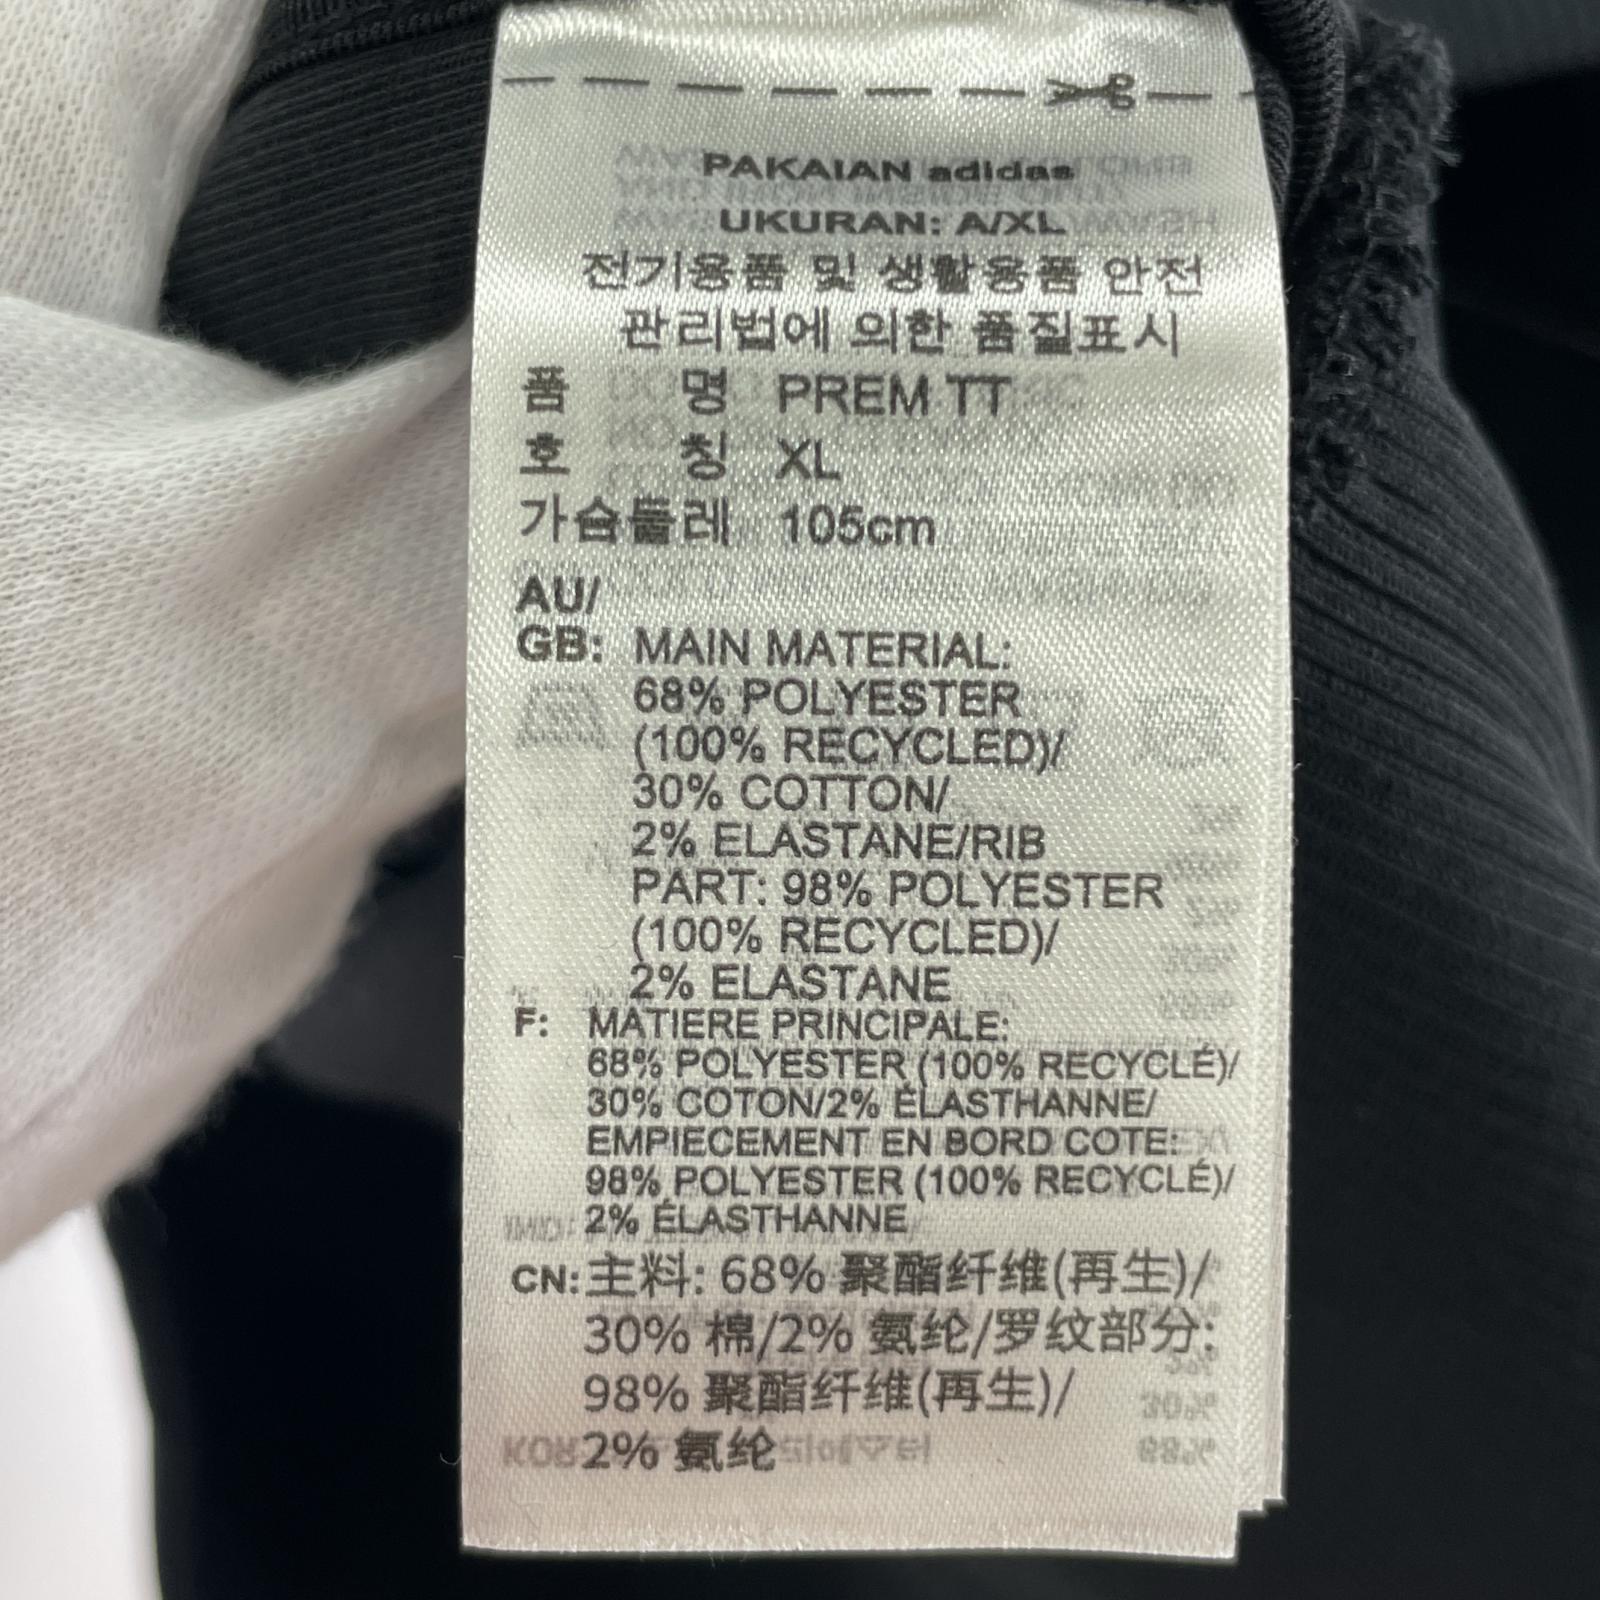 PAKAIAN adidas
UKURAN: A/XL
전기용품 및 생활용품 안전
관리법에 의한 품질표시
품 명 PREM TT
호 칭 XL
가슴둘레 105cm
AU/
GB: MAIN MATERIAL:
68% POLYESTER
(100% RECYCLED)/
30% COTTON/
2% ELASTANE/RIB
PART: 98% POLYESTER
(100% RECYCLED)/
2% ELASTANE
F: MATIERE PRINCIPALE:
68% POLYESTER (100% RECYCLÉ)/
30% COTON/2% ÉLASTHANNE/
EMPIECEMENT EN BORD COTE:
98% POLYESTER (100% RECYCLÉ)/
2% ÉLASTHANNE
CN: 主料: 68% 聚酯纤维(再生)/
30% 棉/2% 氨纶/罗纹部分:
98% 聚酯纤维(再生)/
2% 氨纶